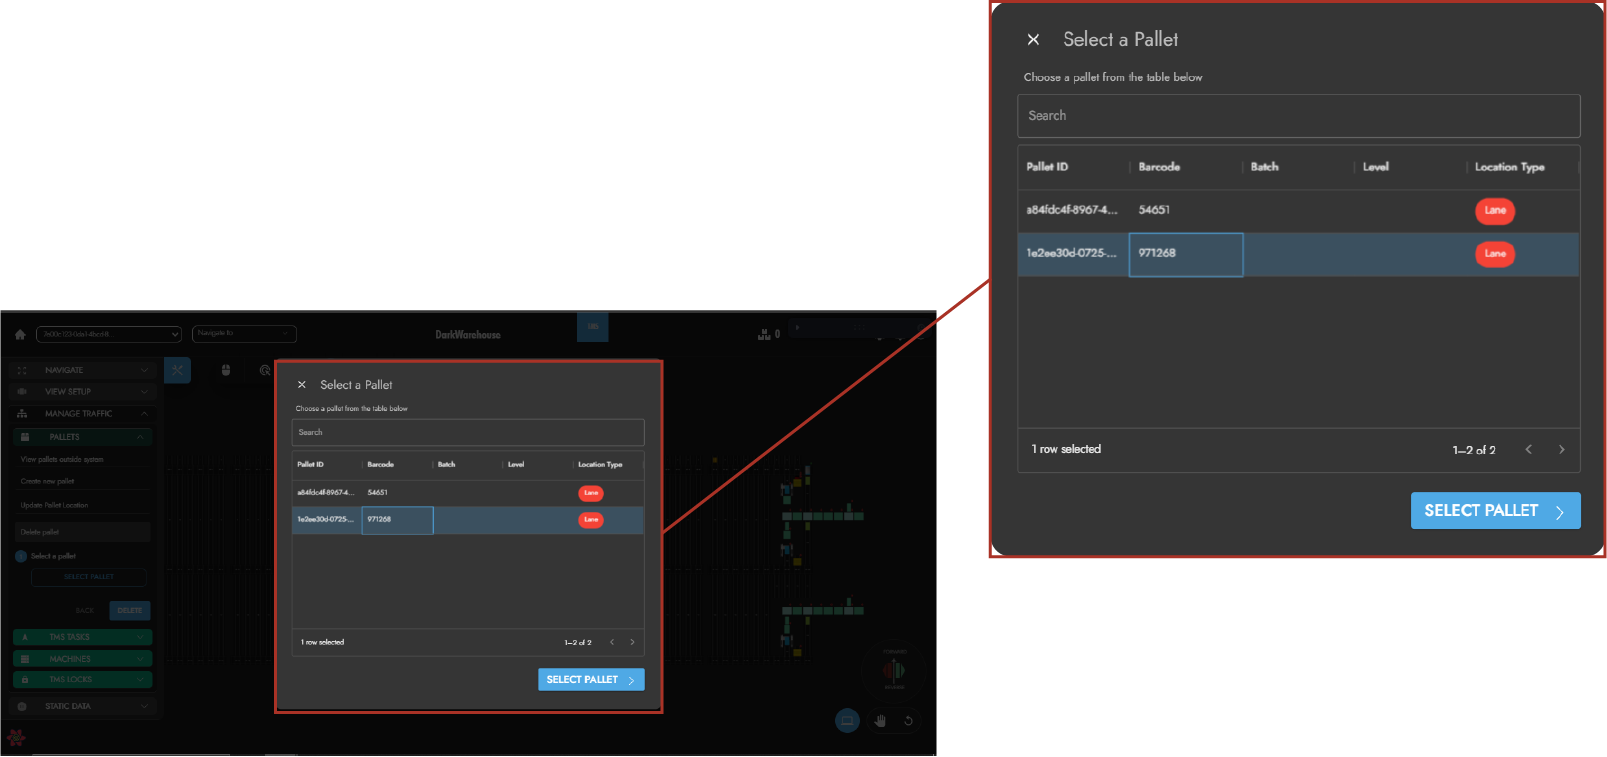 Select a Pallet
Choose a pallet from the table below
Search
Pallet ID Barcode Batch Level Location Type
a84fdc4f-8967-4... 54651 Lane
1e2ee30d-0725-... 971268 Lane
1 row selected 1–2 of 2
SELECT PALLET
Navigate to
DarkWarehouse
0
NAVIGATE
VIEW SETUP
MANAGE TRAFFIC
PALLETS
View pallets outside system
Create new pallet
Update Pallet Location
Delete pallet
Select a pallet
SELECT PALLET
BACK DELETE
TMS TASKS
MACHINES
TMS LOCKS
STATIC DATA
Select a Pallet
Choose a pallet from the table below
Search
Pallet ID Barcode Batch Level Location Type
a84fdc4f-8967-4... 54651 Lane
1e2ee30d-0725-... 971268 Lane
1 row selected 1–2 of 2
SELECT PALLET